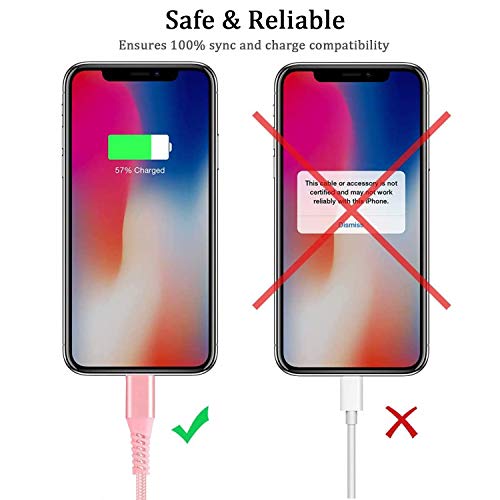 Safe & Reliable
Ensures 100% sync and charge compatibility
57% Charged
This cable or accessory is not
certified and may not work
reliably with this iPhone.
Dismiss